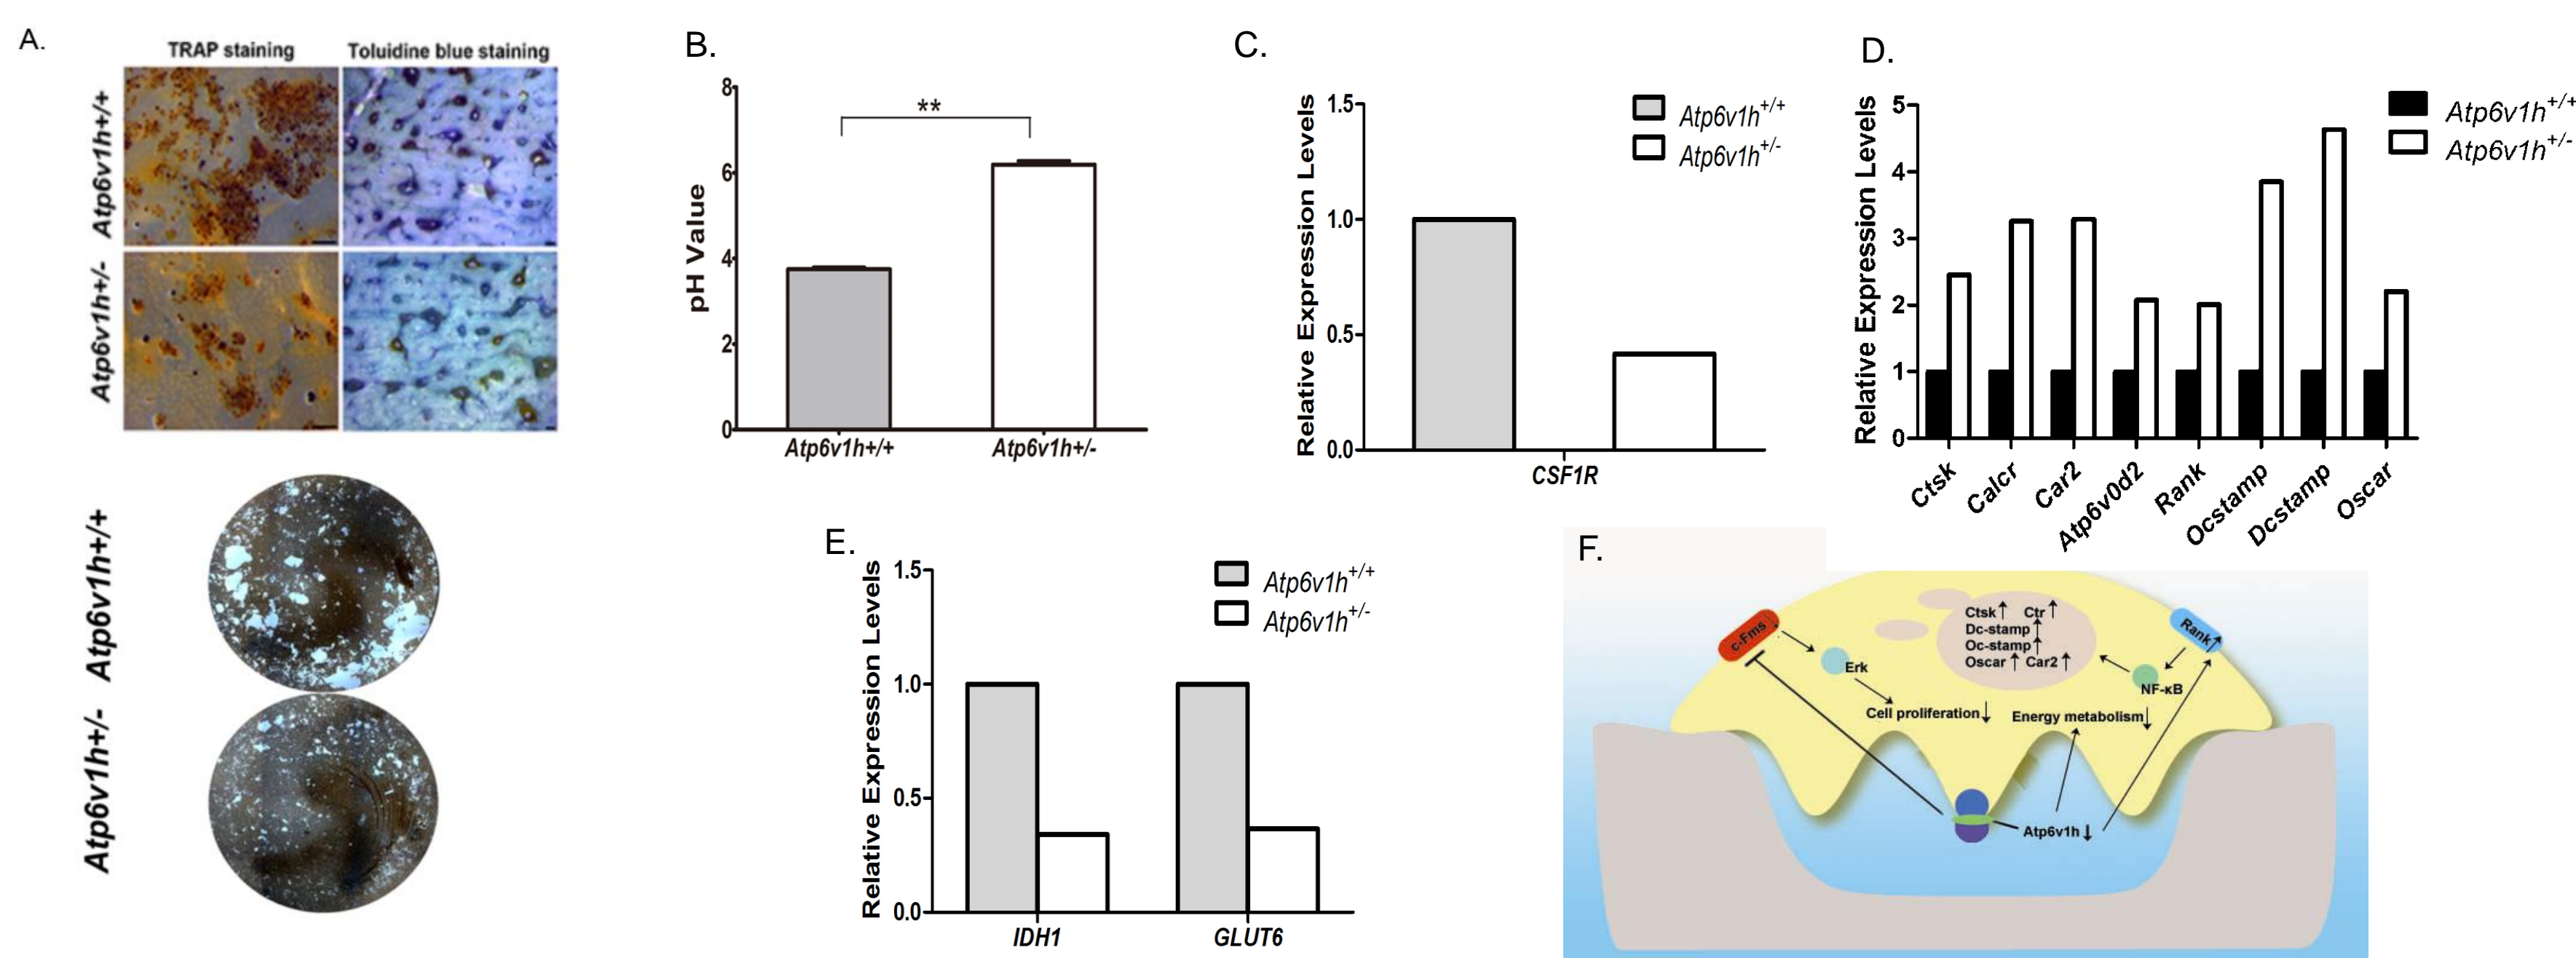 A.
TRAP staining
Toluidine blue staining
Atp6v1h+/+
Atp6v1h+/-
Atp6v1h+/+
Atp6v1h+/-
B.
pH Value
8
6
4
2
0
**
Atp6v1h+/+
Atp6v1h+/-
C.
Relative Expression Levels
1.5
1.0
0.5
0.0
Atp6v1h+/+
Atp6v1h+/-
CSF1R
D.
Relative Expression Levels
5
4
3
2
1
0
Atp6v1h+/+
Atp6v1h+/-
Ctsk
Calcr
Car2
Atp6v0d2
Rank
Ocstamp
Dcstamp
Oscar
E.
Relative Expression Levels
1.5
1.0
0.5
0.0
Atp6v1h+/+
Atp6v1h+/-
IDH1
GLUT6
F.
c-Fms↓
Erk
Cell proliferation↓
Ctsk↑ Ctr↑
Dc-stamp↑
Oc-stamp↑
Oscar↑ Car2↑
Rank↑
NF-κB
Energy metabolism↓
Atp6v1h↓